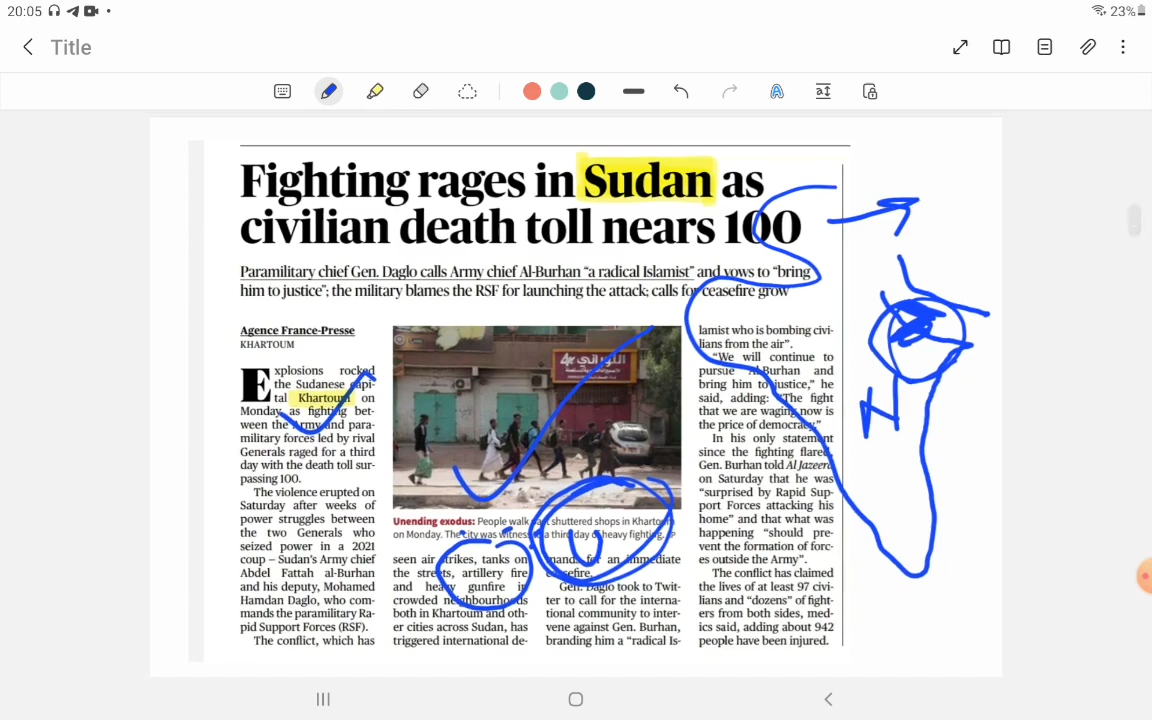 20:05
23%
Title
Fighting rages in Sudan as
civilian death toll nears 100
Paramilitary chief Gen. Daglo calls Army chief Al-Burhan “a radical Islamist” and vows to “bring
him to justice”; the military blames the RSF for launching the attack; calls for ceasefire grow
Agence France-Presse
KHARTOUM
Explosions rocked
the Sudanese capi-
tal Khartoum on
Monday as fighting bet-
ween the Army and para-
military forces led by rival
Generals raged for a third
day with the death toll sur-
passing 100.
The violence erupted on
Saturday after weeks of
power struggles between
the two Generals who
seized power in a 2021
coup – Sudan’s Army chief
Abdel Fattah al-Burhan
and his deputy, Mohamed
Hamdan Daglo, who com-
mands the paramilitary Ra-
pid Support Forces (RSF).
The conflict, which has
Unending exodus: People walk past shuttered shops in Khartoum
on Monday. The city was witness to a third day of heavy fighting. AFP
seen air strikes, tanks on
the streets, artillery fire
and heavy gunfire in
crowded neighbourhoods
both in Khartoum and oth-
er cities across Sudan, has
triggered international de-
mands for an immediate
ceasefire.
Gen. Daglo took to Twit-
ter to call for the interna-
tional community to inter-
vene against Gen. Burhan,
branding him a “radical Is-
lamist who is bombing civi-
lians from the air”.
“We will continue to
pursue Al-Burhan and
bring him to justice,” he
said, adding: “The fight
that we are waging now is
the price of democracy.”
In his only statement
since the fighting flared,
Gen. Burhan told Al Jazeera
on Saturday that he was
“surprised by Rapid Sup-
port Forces attacking his
home” and that what was
happening “should pre-
vent the formation of forc-
es outside the Army”.
The conflict has claimed
the lives of at least 97 civi-
lians and “dozens” of fight-
ers from both sides, med-
ics said, adding about 942
people have been injured.